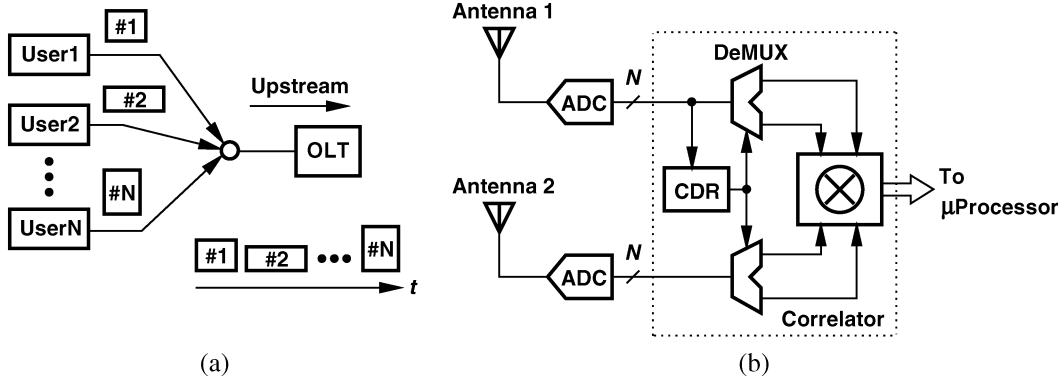 #1
User1
#2
User2
#N
UserN
Upstream
OLT
#1 #2 #N
t
(a)
Antenna 1
ADC
N
DeMUX
CDR
Antenna 2
ADC
N
Correlator
To
μProcessor
(b)